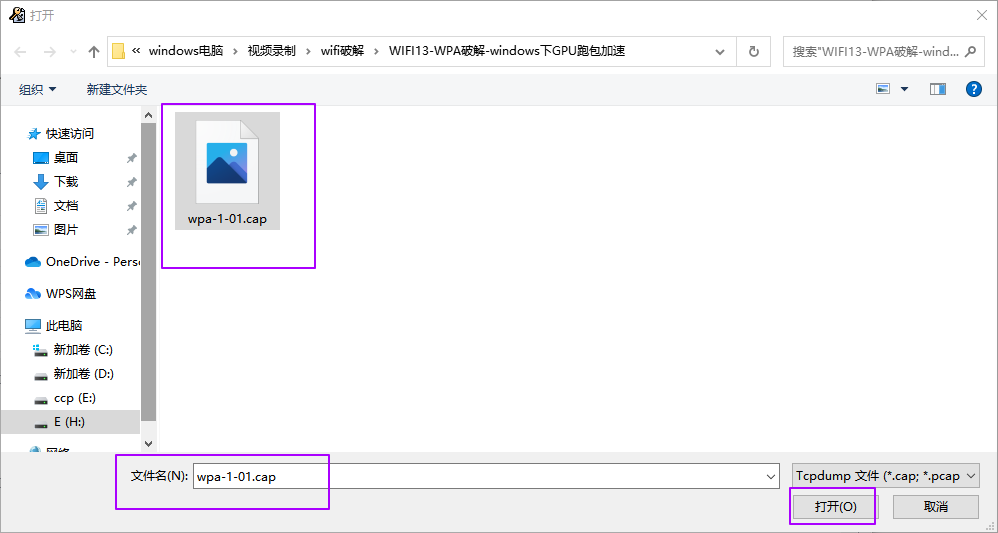 打开
« windows电脑 › 视频录制 › wifi破解 › WIFI13-WPA破解-windows下GPU跑包加速
搜索"WIFI13-WPA破解-wind...
组织
新建文件夹
快速访问
桌面
下载
文档
图片
OneDrive - Pers
WPS网盘
此电脑
新加卷 (C:)
新加卷 (D:)
ccp (E:)
E (H:)
网络
wpa-1-01.cap
文件名(N):
wpa-1-01.cap
Tcpdump 文件 (*.cap; *.pcap
打开(O)
取消